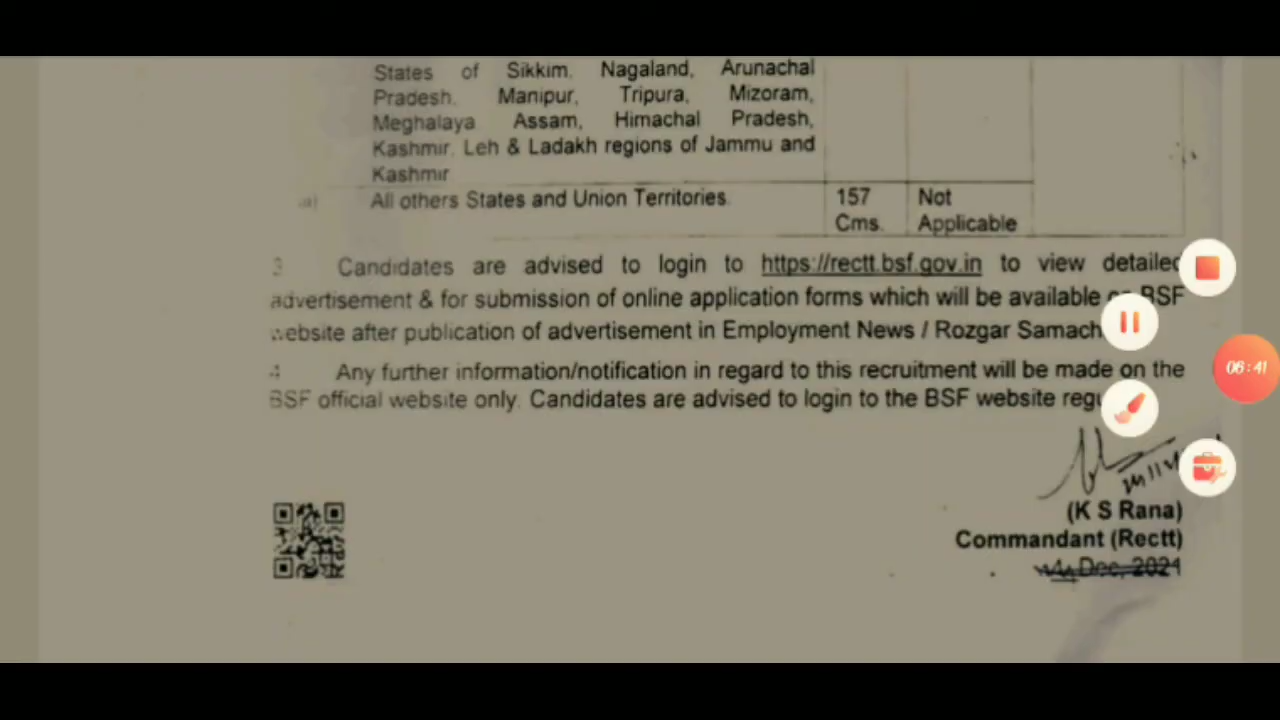 States of Sikkim, Nagaland, Arunachal
Pradesh, Manipur, Tripura, Mizoram,
Meghalaya Assam, Himachal Pradesh,
Kashmir, Leh & Ladakh regions of Jammu and
Kashmir
All others States and Union Territories. 157 Cms. Not Applicable
3 Candidates are advised to login to https://rectt.bsf.gov.in to view detailed
advertisement & for submission of online application forms which will be available BSF
website after publication of advertisement in Employment News / Rozgar Samach
4 Any further information/notification in regard to this recruitment will be made on the
BSF official website only. Candidates are advised to login to the BSF website regu
(K S Rana)
Commandant (Rectt)
Dec, 2024
06:41